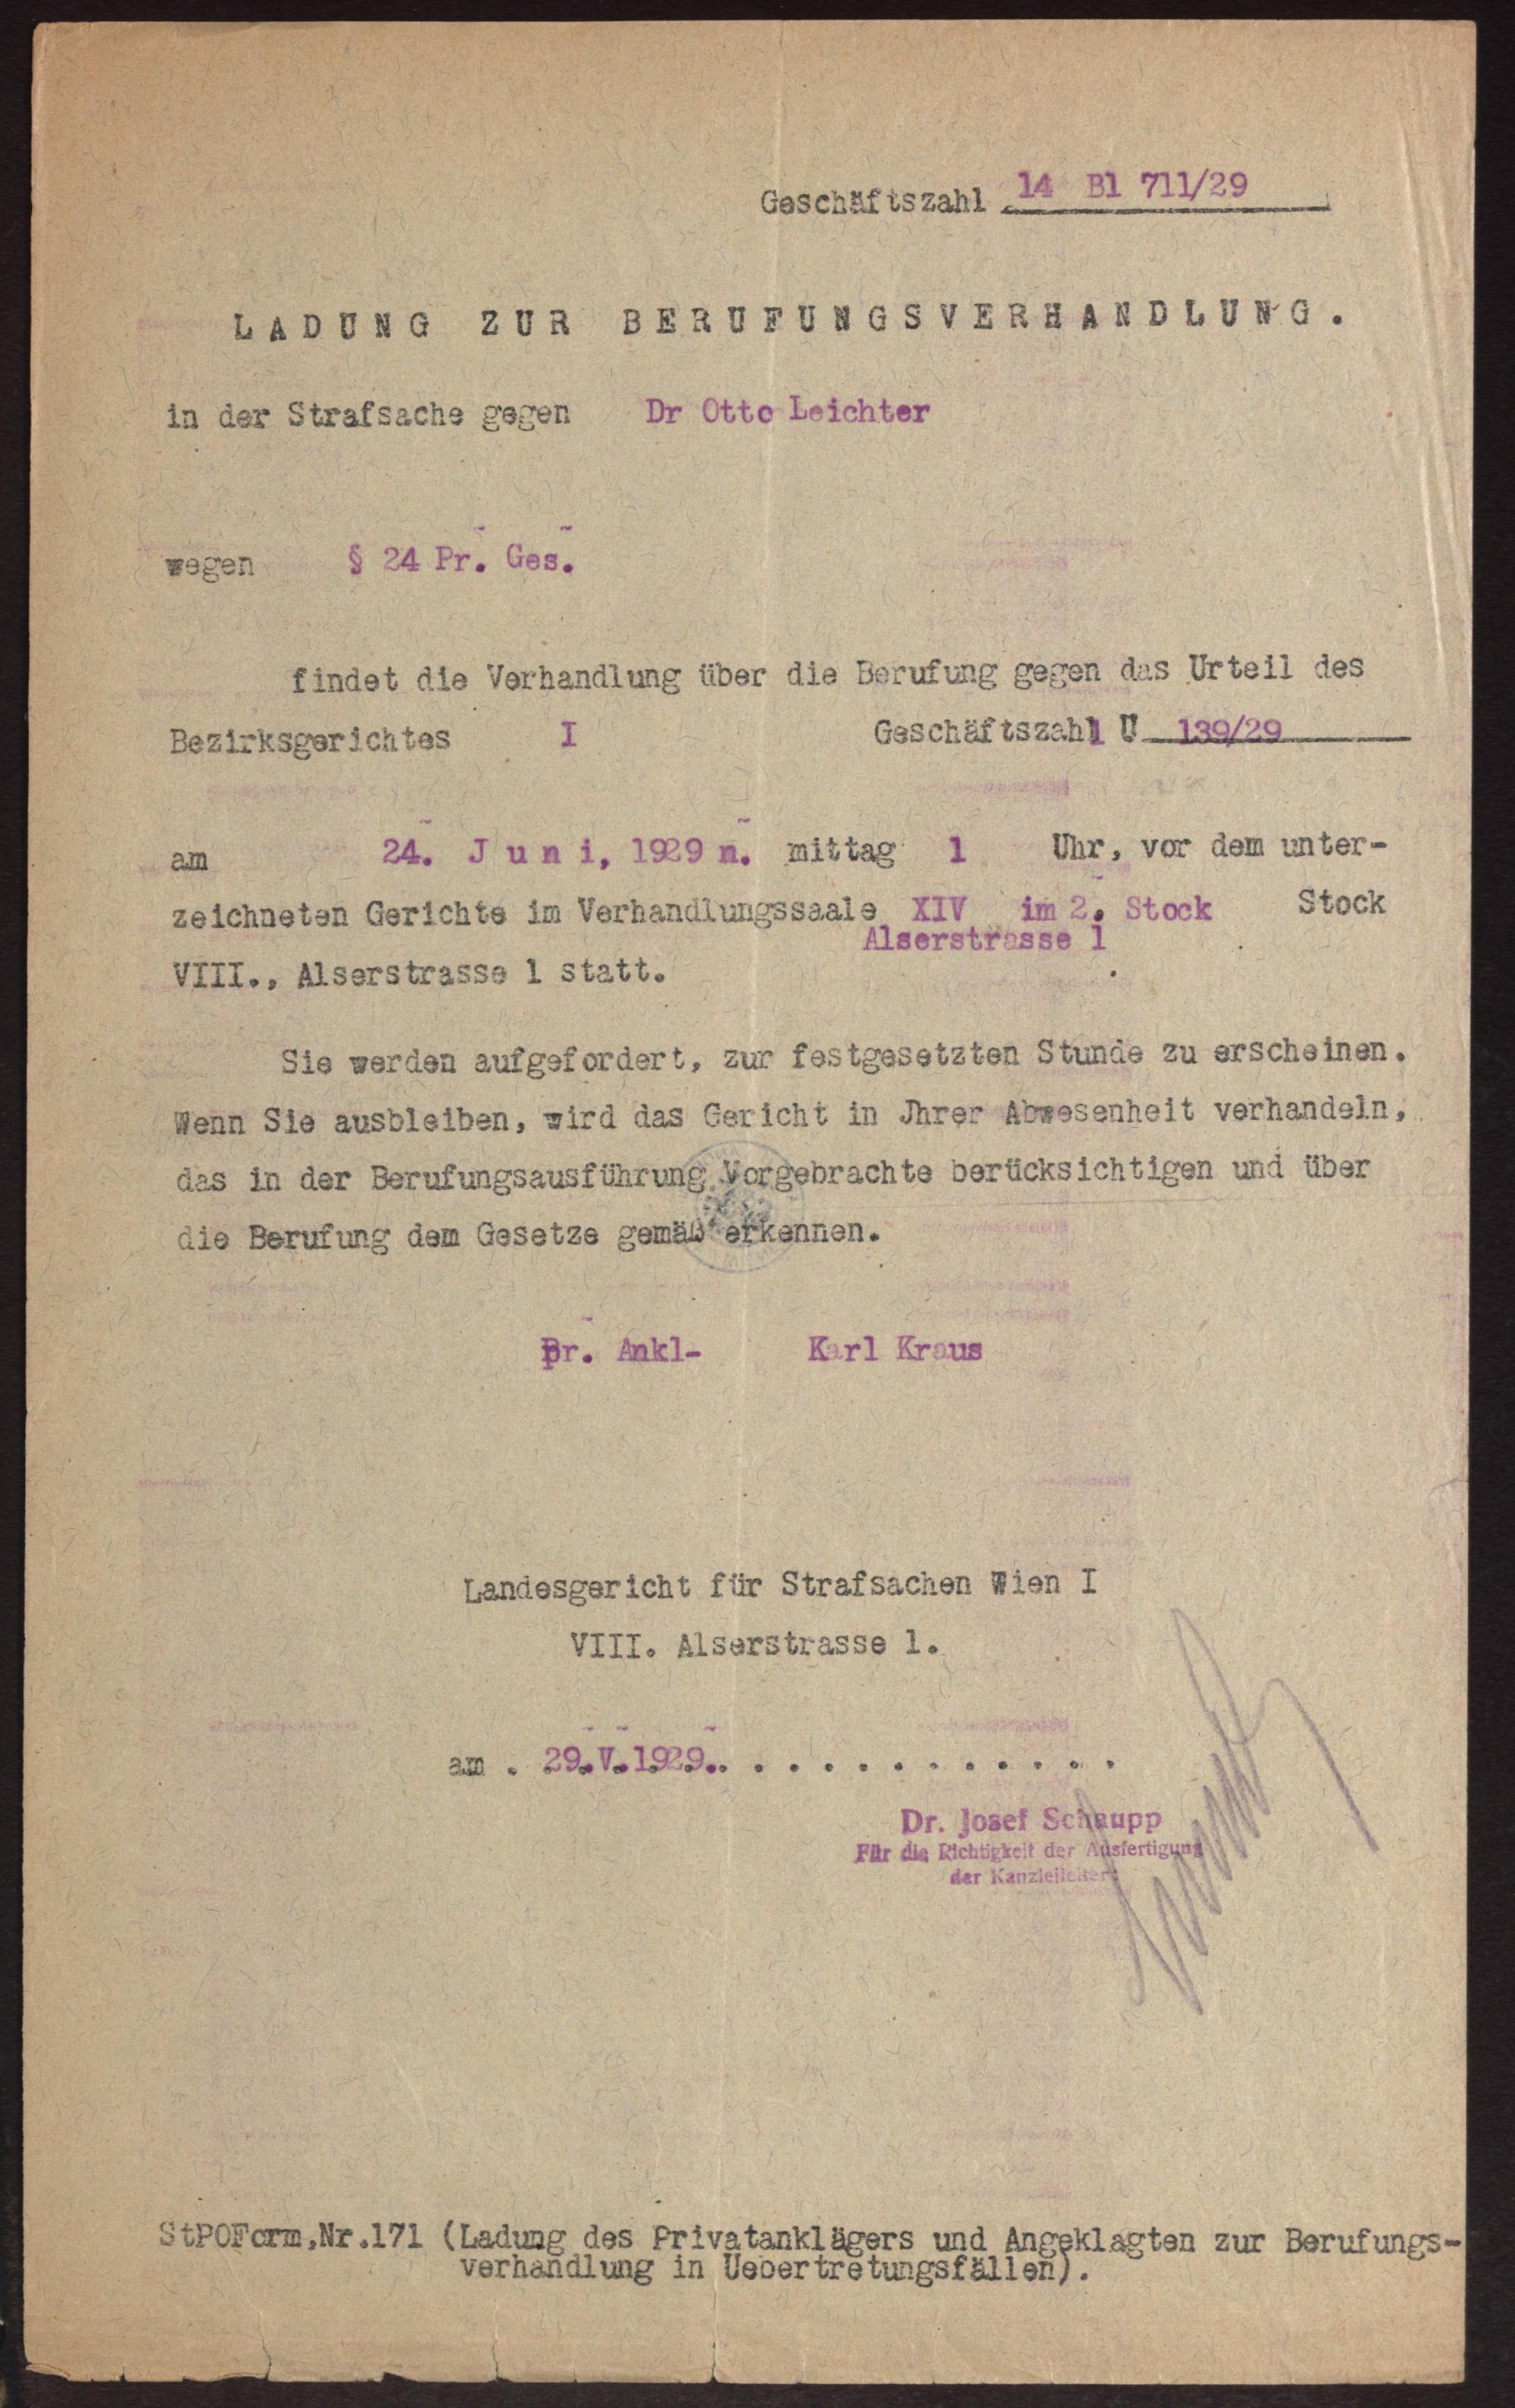 Geschäftszahl 14 Bl 711/29
LADUNG ZUR BERUFUNGSVERHANDLUNG.
in der Strafsache gegen Dr Otto Leichter
wegen § 24 Pr. Ges.
findet die Verhandlung über die Berufung gegen das Urteil des
Bezirksgerichtes I Geschäftszahl 1 U 139/29
am 24. Juni, 1929 n. mittag 1 Uhr, vor dem unter-
zeichneten Gerichte im Verhandlungssaale XIV im 2. Stock Stock
Alserstrasse 1
VIII., Alserstrasse 1 statt.
Sie werden aufgefordert, zur festgesetzten Stunde zu erscheinen.
Wenn Sie ausbleiben, wird das Gericht in Jhrer Abwesenheit verhandeln,
das in der Berufungsausführung Vorgebrachte berücksichtigen und über
die Berufung dem Gesetze gemäß erkennen.
Pr. Ankl- Karl Kraus
Landesgericht für Strafsachen Wien I
VIII. Alserstrasse 1.
am . 29.V.1929. . . . . . . . . . . .
Dr. Josef Schaupp
Für die Richtigkeit der Ausfertigung
der Kanzleileiter:
StPOForm.Nr.171 (Ladung des Privatanklägers und Angeklagten zur Berufungs-
verhandlung in Uebertretungsfällen).